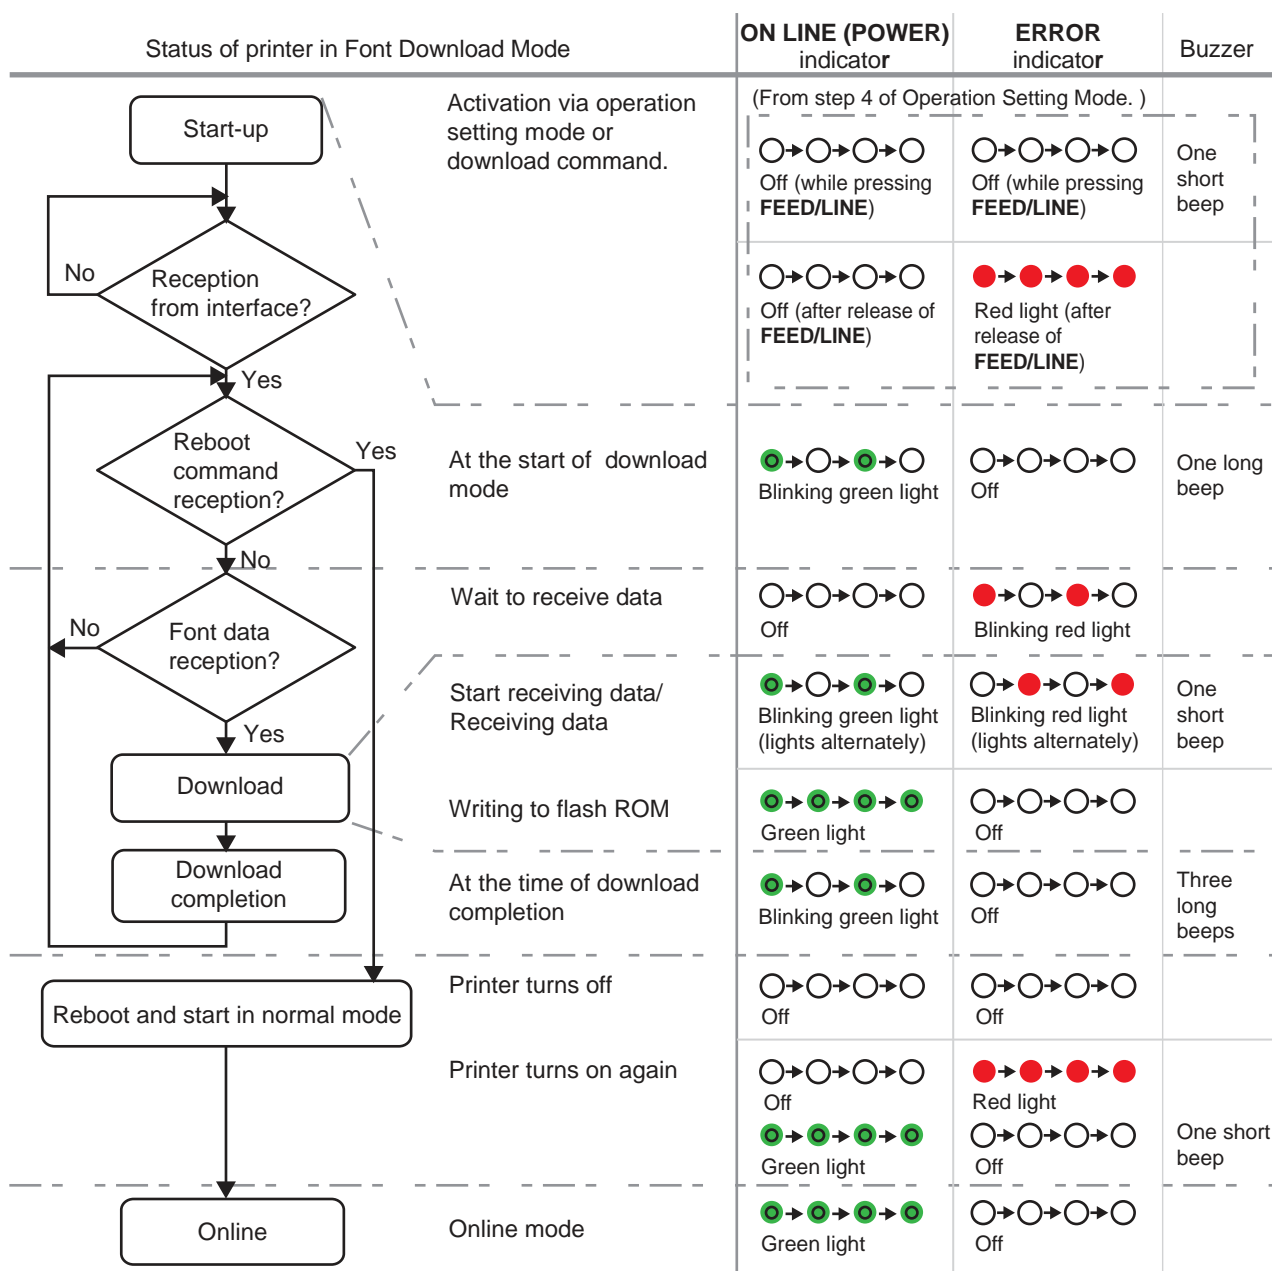 Status of printer in Font Download Mode
ON LINE (POWER)
indicator
ERROR
indicator
Buzzer
Start-up
Activation via operation
setting mode or
download command.
(From step 4 of Operation Setting Mode. )
Off (while pressing
FEED/LINE)
Off (while pressing
FEED/LINE)
One
short
beep
No
Reception
from interface?
Off (after release of
FEED/LINE)
Red light (after
release of
FEED/LINE)
Yes
Reboot
command
reception?
Yes
At the start of download
mode
Blinking green light
Off
One long
beep
No
Wait to receive data
Off
Blinking red light
No
Font data
reception?
Yes
Start receiving data/
Receiving data
Blinking green light
(lights alternately)
Blinking red light
(lights alternately)
One
short
beep
Download
Writing to flash ROM
Green light
Off
Download
completion
At the time of download
completion
Blinking green light
Off
Three
long
beeps
Reboot and start in normal mode
Printer turns off
Off
Off
Printer turns on again
Off
Red light
Green light
Off
One short
beep
Online
Online mode
Green light
Off